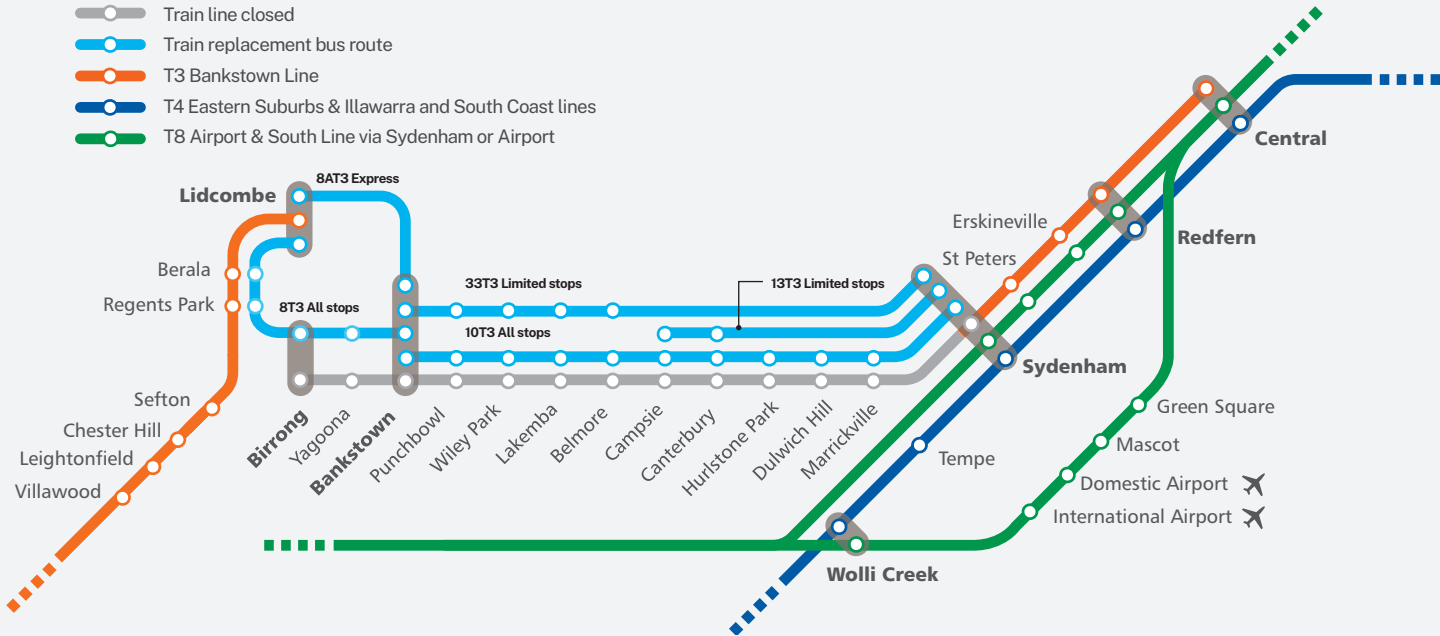 Train line closed
Train replacement bus route
T3 Bankstown Line
T4 Eastern Suburbs & Illawarra and South Coast lines
T8 Airport & South Line via Sydenham or Airport
Central
8AT3 Express
Lidcombe
Erskineville
Redfern
St Peters
Berala
33T3 Limited stops
13T3 Limited stops
Regents Park
8T3 All stops
10T3 All stops
Sydenham
Sefton
Chester Hill
Leightonfield
Villawood
Birrong
Yagoona
Bankstown
Punchbowl
Wiley Park
Lakemba
Belmore
Campsie
Canterbury
Hurlstone Park
Dulwich Hill
Marrickville
Green Square
Mascot
Tempe
Domestic Airport
International Airport
Wolli Creek